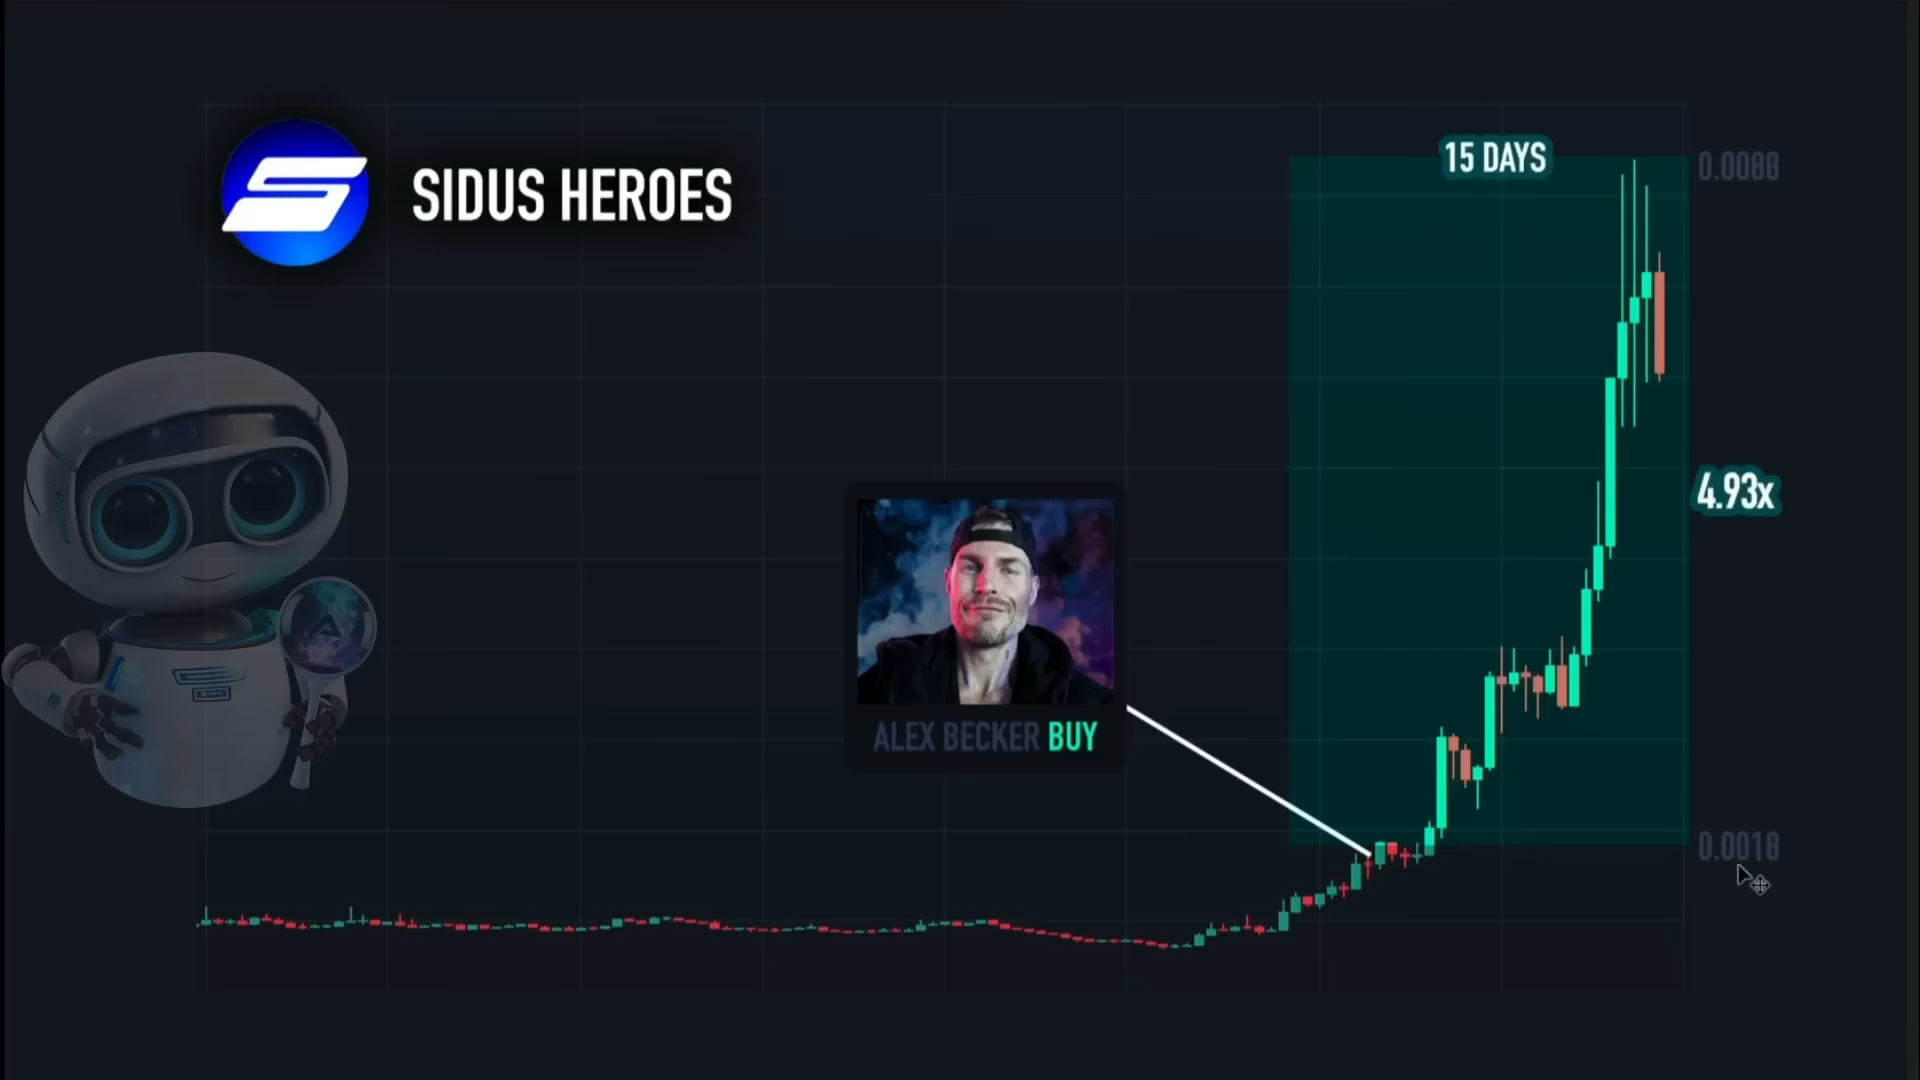 SIDUS HEROES
15 DAYS
0.0088
4.93x
ALEX BECKER BUY
0.0018